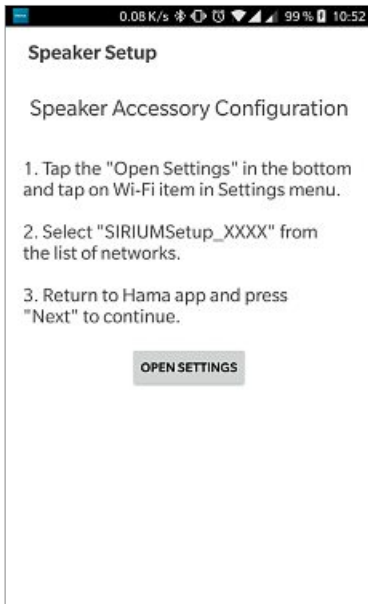 0.08 K/s 99 % 10:52
Speaker Setup
Speaker Accessory Configuration
1. Tap the "Open Settings" in the bottom
and tap on Wi-Fi item in Settings menu.
2. Select "SIRIUMSetup_XXXX" from
the list of networks.
3. Return to Hama app and press
"Next" to continue.
OPEN SETTINGS